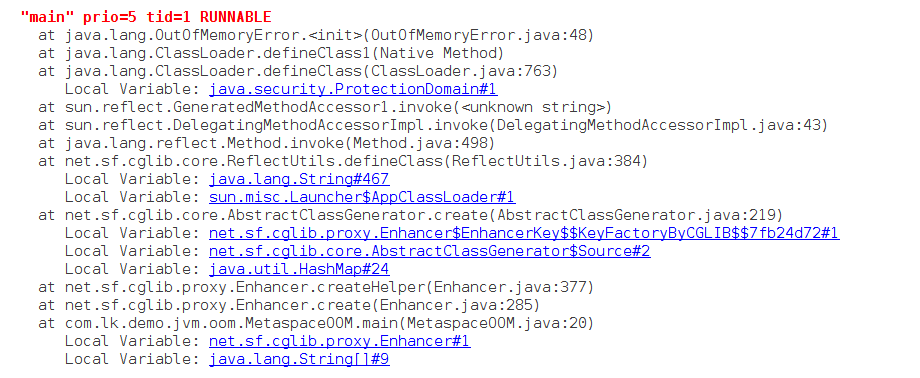 "main" prio=5 tid=1 RUNNABLE
at java.lang.OutOfMemoryError.<init>(OutOfMemoryError.java:48)
at java.lang.ClassLoader.defineClass1(Native Method)
at java.lang.ClassLoader.defineClass(ClassLoader.java:763)
Local Variable: java.security.ProtectionDomain#1
at sun.reflect.GeneratedMethodAccessor1.invoke(<unknown string>)
at sun.reflect.DelegatingMethodAccessorImpl.invoke(DelegatingMethodAccessorImpl.java:43)
at java.lang.reflect.Method.invoke(Method.java:498)
at net.sf.cglib.core.ReflectUtils.defineClass(ReflectUtils.java:384)
Local Variable: java.lang.String#467
Local Variable: sun.misc.Launcher$AppClassLoader#1
at net.sf.cglib.core.AbstractClassGenerator.create(AbstractClassGenerator.java:219)
Local Variable: net.sf.cglib.proxy.Enhancer$EnhancerKey$$KeyFactoryByCGLIB$$7fb24d72#1
Local Variable: net.sf.cglib.core.AbstractClassGenerator$Source#2
Local Variable: java.util.HashMap#24
at net.sf.cglib.proxy.Enhancer.createHelper(Enhancer.java:377)
at net.sf.cglib.proxy.Enhancer.create(Enhancer.java:285)
at com.lk.demo.jvm.oom.MetaspaceOOM.main(MetaspaceOOM.java:20)
Local Variable: net.sf.cglib.proxy.Enhancer#1
Local Variable: java.lang.String[]#9